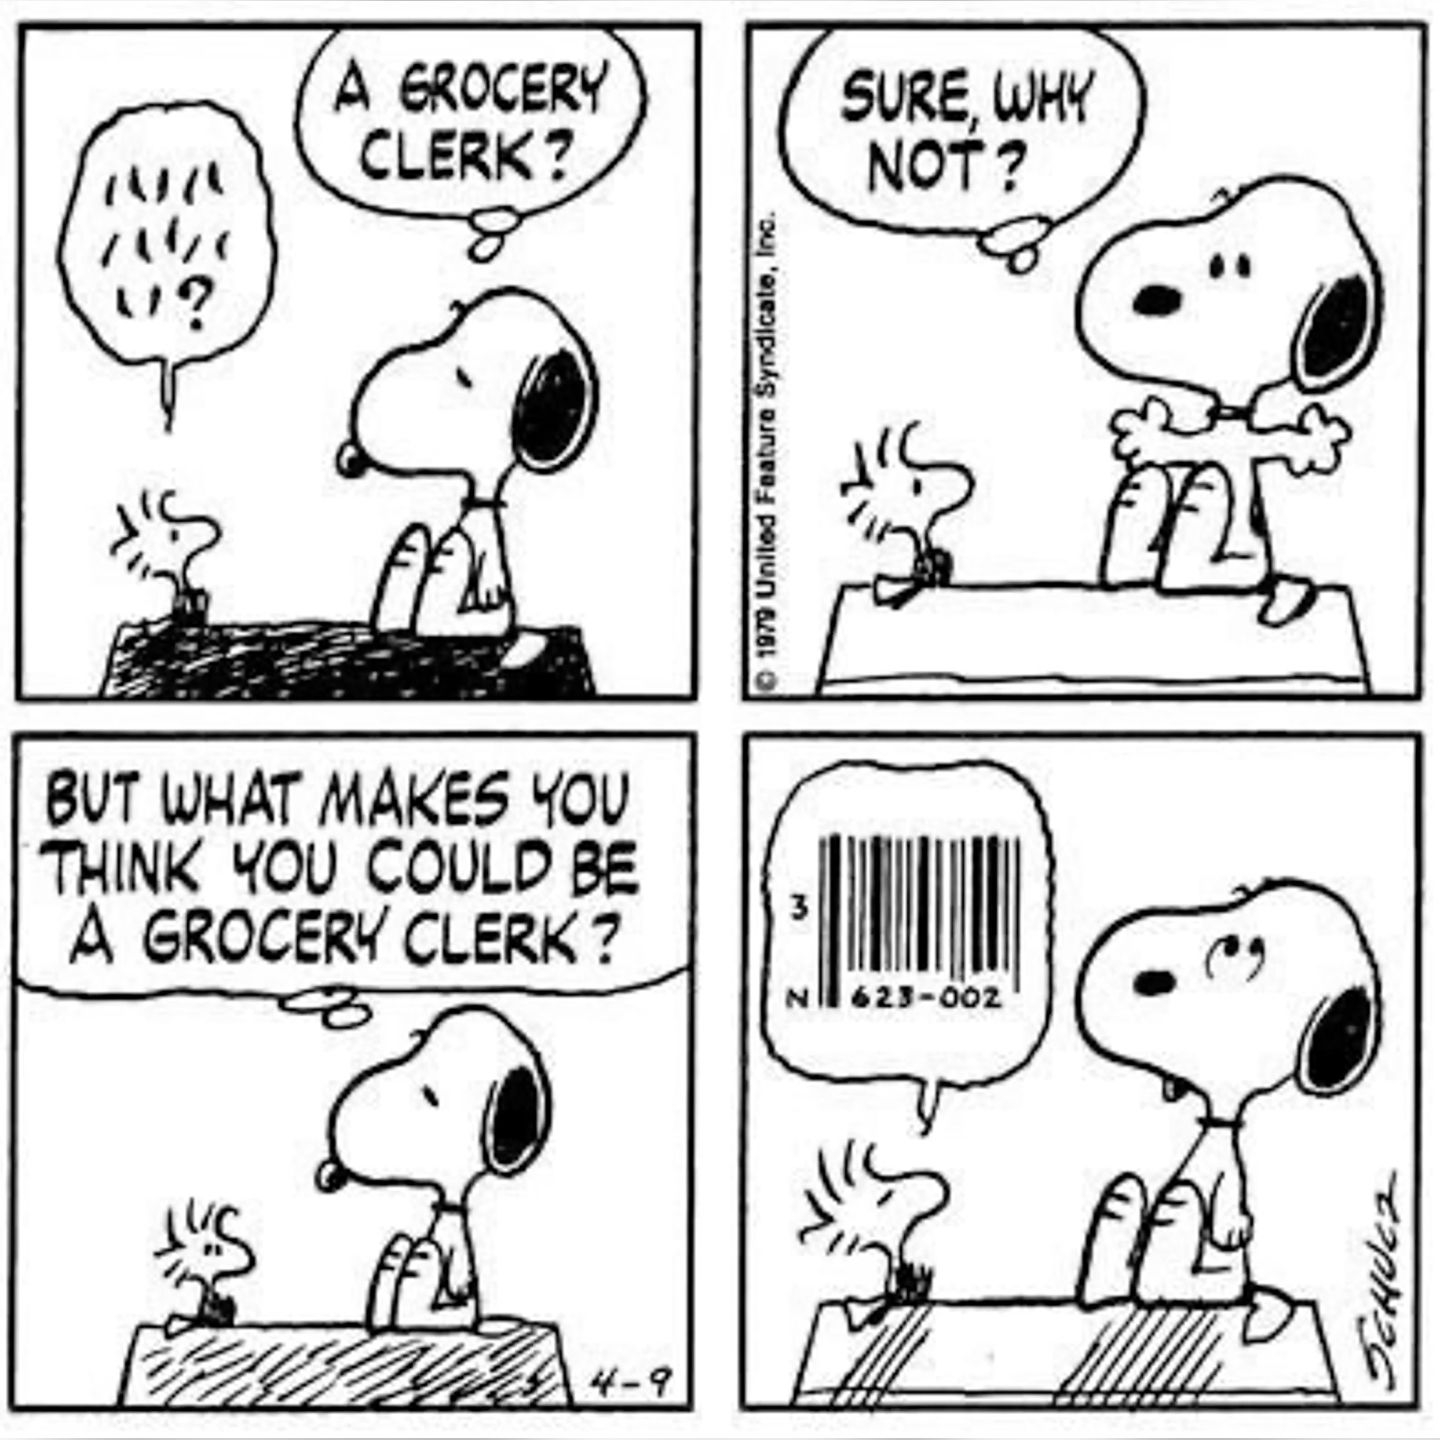 ?
A GROCERY
CLERK?
SURE, WHY
NOT?
© 1979 United Feature Syndicate, Inc.
BUT WHAT MAKES YOU
THINK YOU COULD BE
A GROCERY CLERK?
4-9
3
N 623-002
SCHULZ